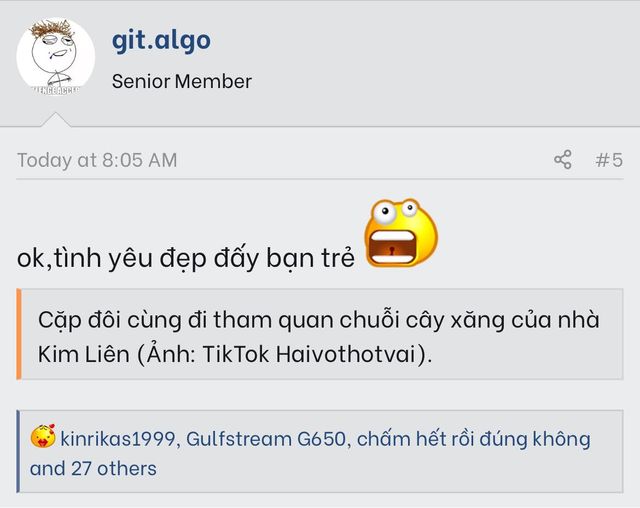 git.algo
Senior Member
Today at 8:05 AM
#5
ok,tình yêu đẹp đấy bạn trẻ
Cặp đôi cùng đi tham quan chuỗi cây xăng của nhà
Kim Liên (Ảnh: TikTok Haivothotvai).
kinrikas1999, Gulfstream G650, chấm hết rồi đúng không
and 27 others